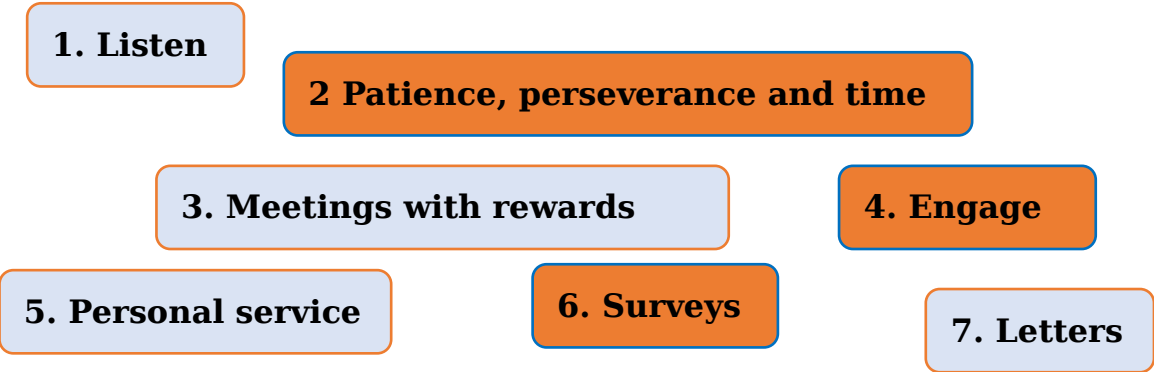 1. Listen
2 Patience, perseverance and time
3. Meetings with rewards
4. Engage
5. Personal service
6. Surveys
7. Letters